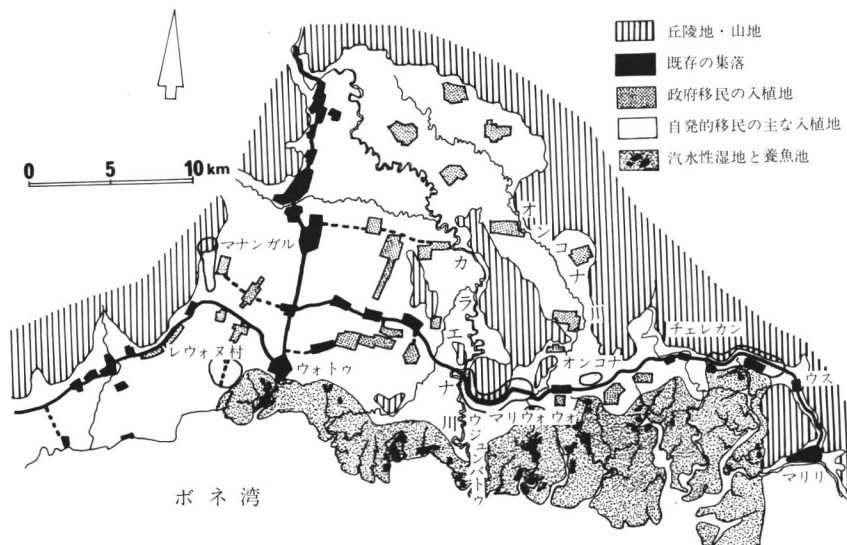 丘陵地・山地
既存の集落
政府移民の入植地
自発的移民の主な入植地
汽水性湿地と養魚池
0 5 10 km
マナンガル
オンコナ川
カラエナ川
チェレカン
レウォヌ村
ウォトゥ
オンコナ
ウス
マリウォウォ
ウジュンバトゥ
マリリ
ボネ湾